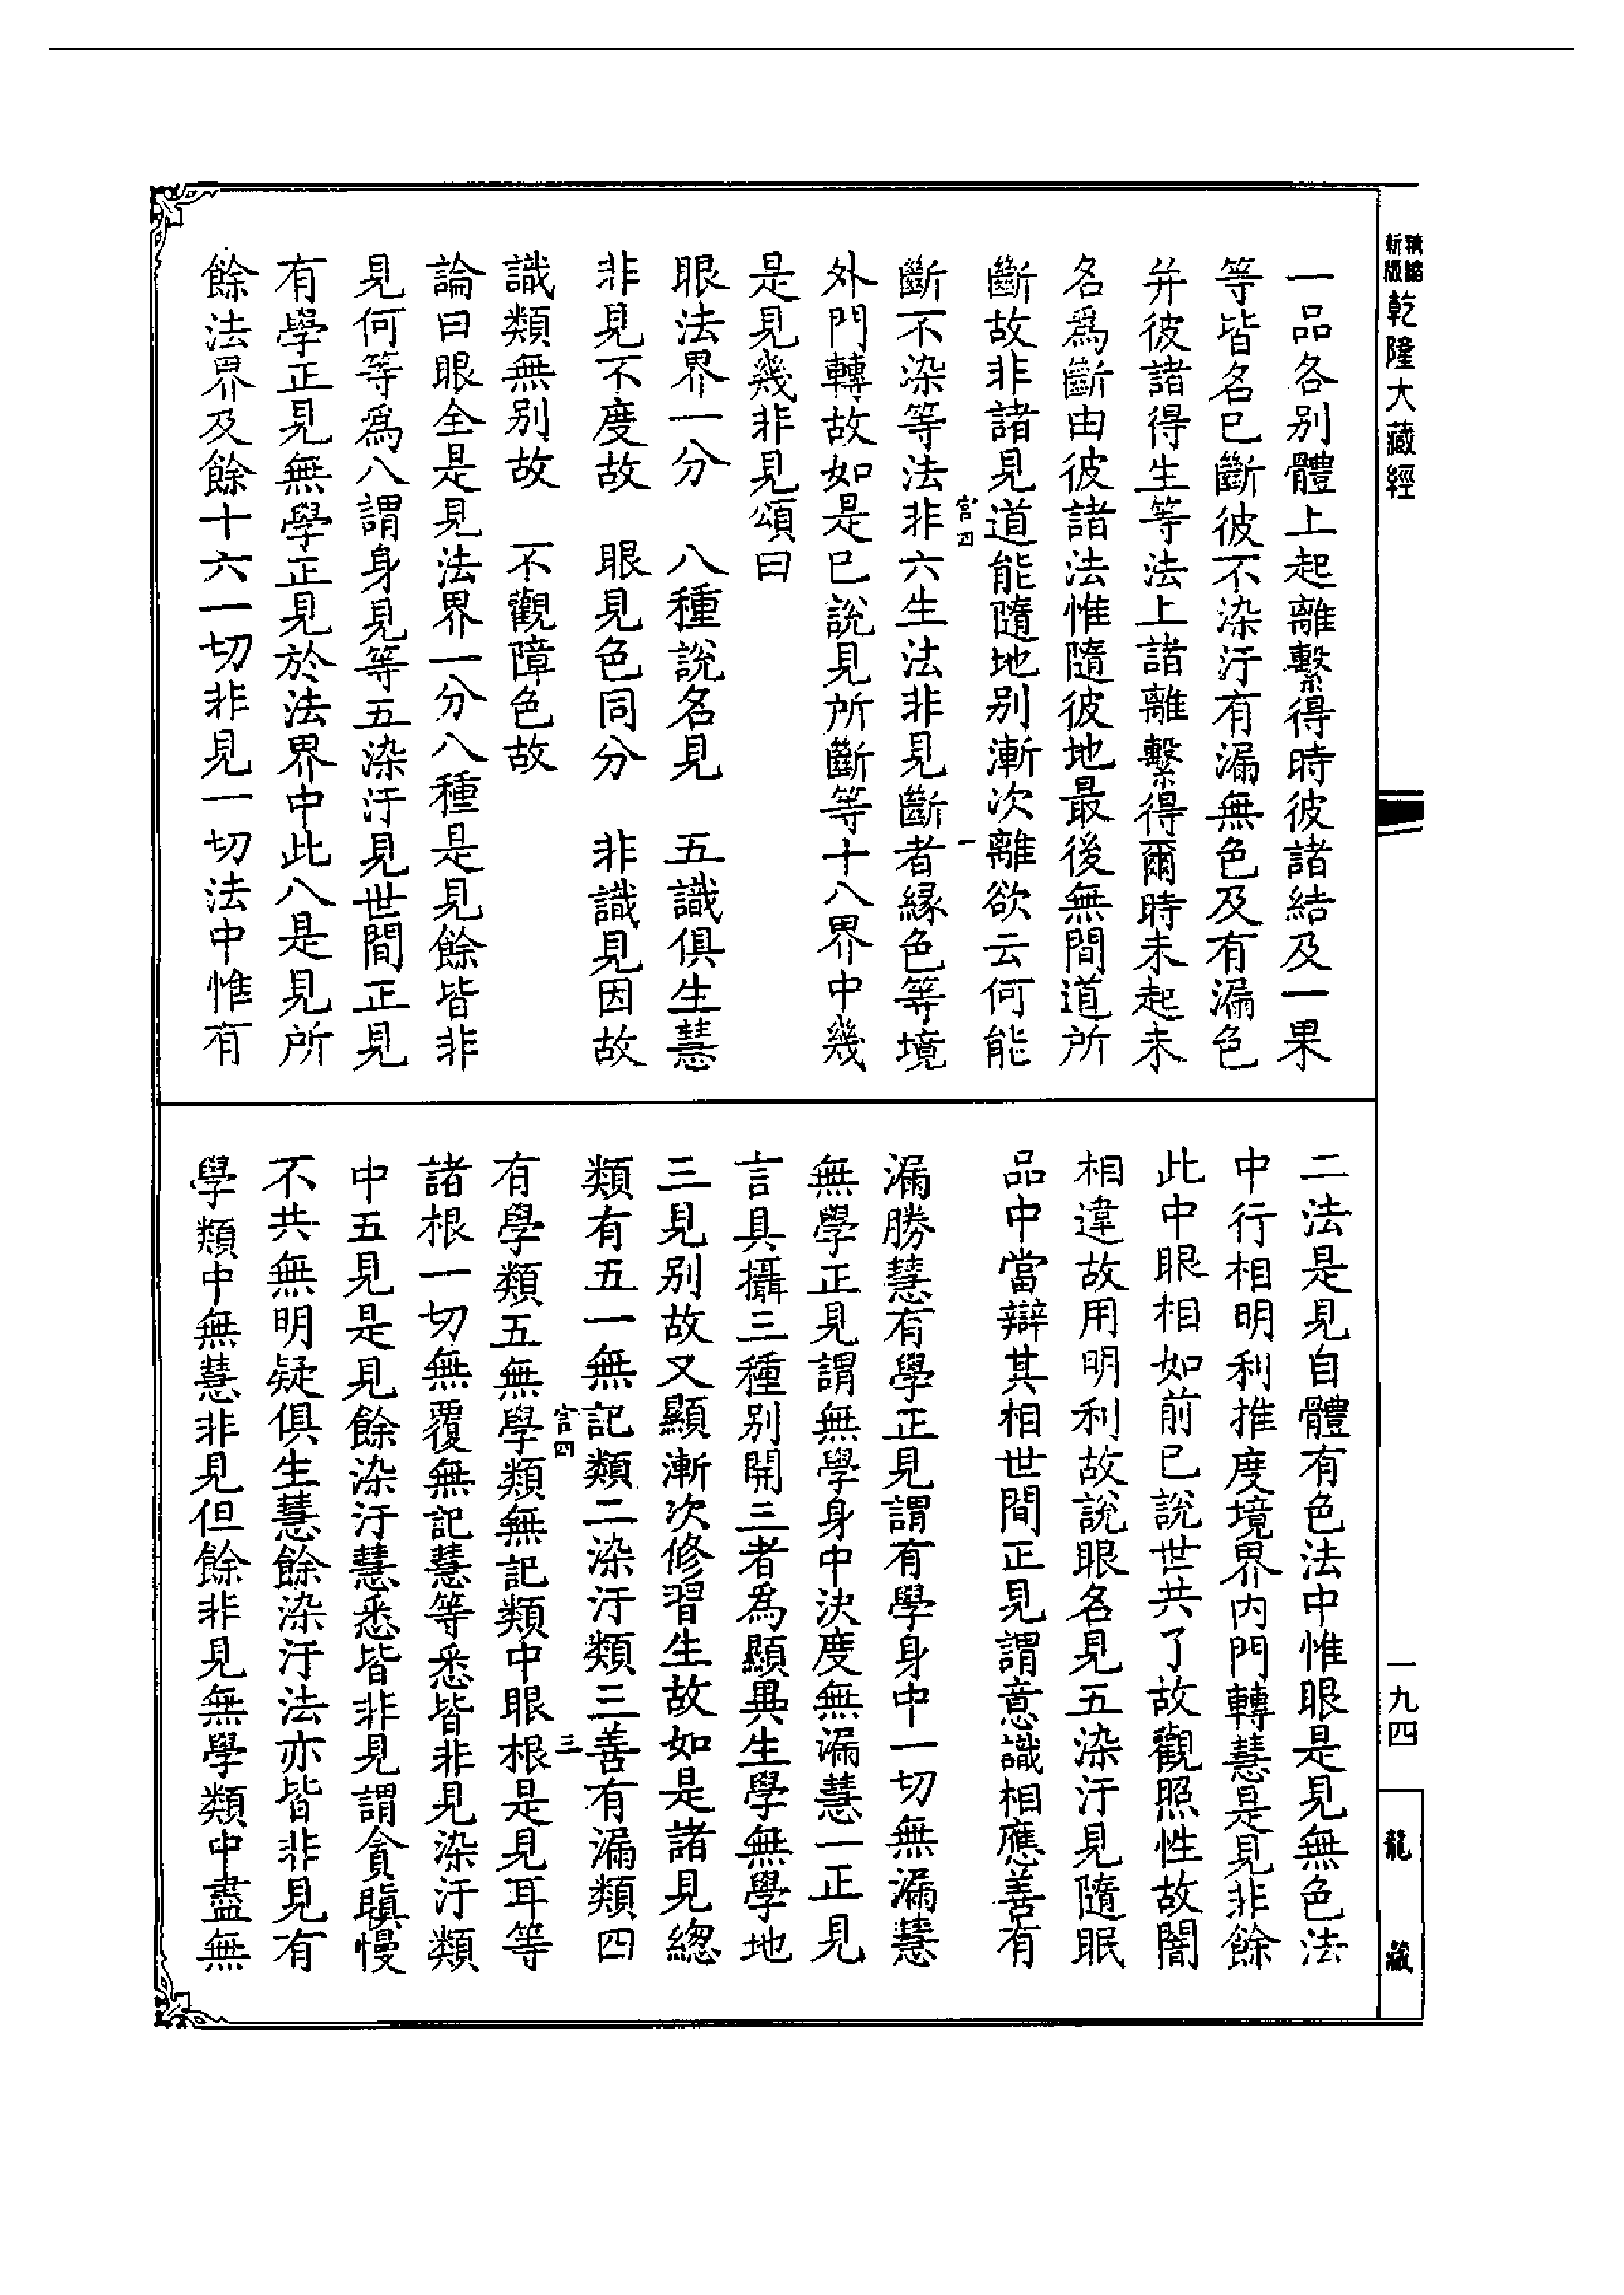 精縮新版乾隆大藏經
一九四
龍藏
一品各別體上起離繫得時彼諸結及一果
等皆名已斷彼不染汙有漏無色及有漏色
并彼諸得生等法上諸離繫得爾時未起未
名爲斷由彼諸法惟隨彼地最後無間道所
斷故非諸見道能隨地別漸次離欲云何能
宫四
一
斷不染等法非六生法非見斷者緣色等境
外門轉故如是已說見所斷等十八界中幾
是見幾非見頌曰
眼法界一分 八種說名見 五識俱生慧
非見不度故 眼見色同分 非識見因故
識類無別故 不觀障色故
論曰眼全是見法界一分八種是見餘皆非
見何等爲八謂身見等五染汙見世間正見
有學正見無學正見於法界中此八是見所
餘法界及餘十六一切非見一切法中惟有
二法是見自體有色法中惟眼是見無色法
中行相明利推度境界內門轉慧是見非餘
此中眼相如前已說世共了故觀照性故闇
相違故用明利故說眼名見五染汙見隨眠
品中當辯其相世間正見謂意識相應善有
漏勝慧有學正見謂有學身中一切無漏慧
無學正見謂無學身中決度無漏慧一正見
言具攝三種別開三者爲顯異生學無學地
三見別故又顯漸次修習生故如是諸見總
類有五一無記類二染汙類三善有漏類四
宫四
三
有學類五無學類無記類中眼根是見耳等
諸根一切無覆無記慧等悉皆非見染汙類
中五見是見餘染汙慧悉皆非見謂貪瞋慢
不共無明疑俱生慧餘染汙法亦皆非見有
學類中無慧非見但餘非見無學類中盡無